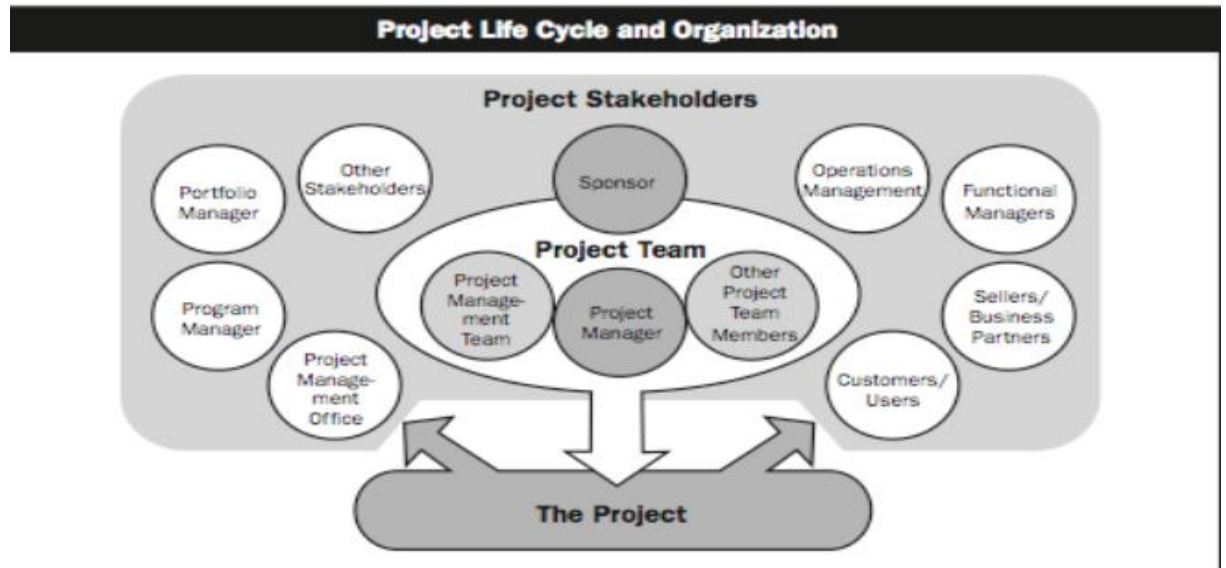 Project Life Cycle and Organization
Project Stakeholders
Portfolio
Manager
Other
Stakeholders
Sponsor
Operations
Management
Functional
Managers
Project Team
Program
Manager
Project
Manage-
ment
Team
Project
Manager
Other
Project
Team
Members
Sellers/
Business
Partners
Project
Manage-
ment
Office
Customers/
Users
The Project